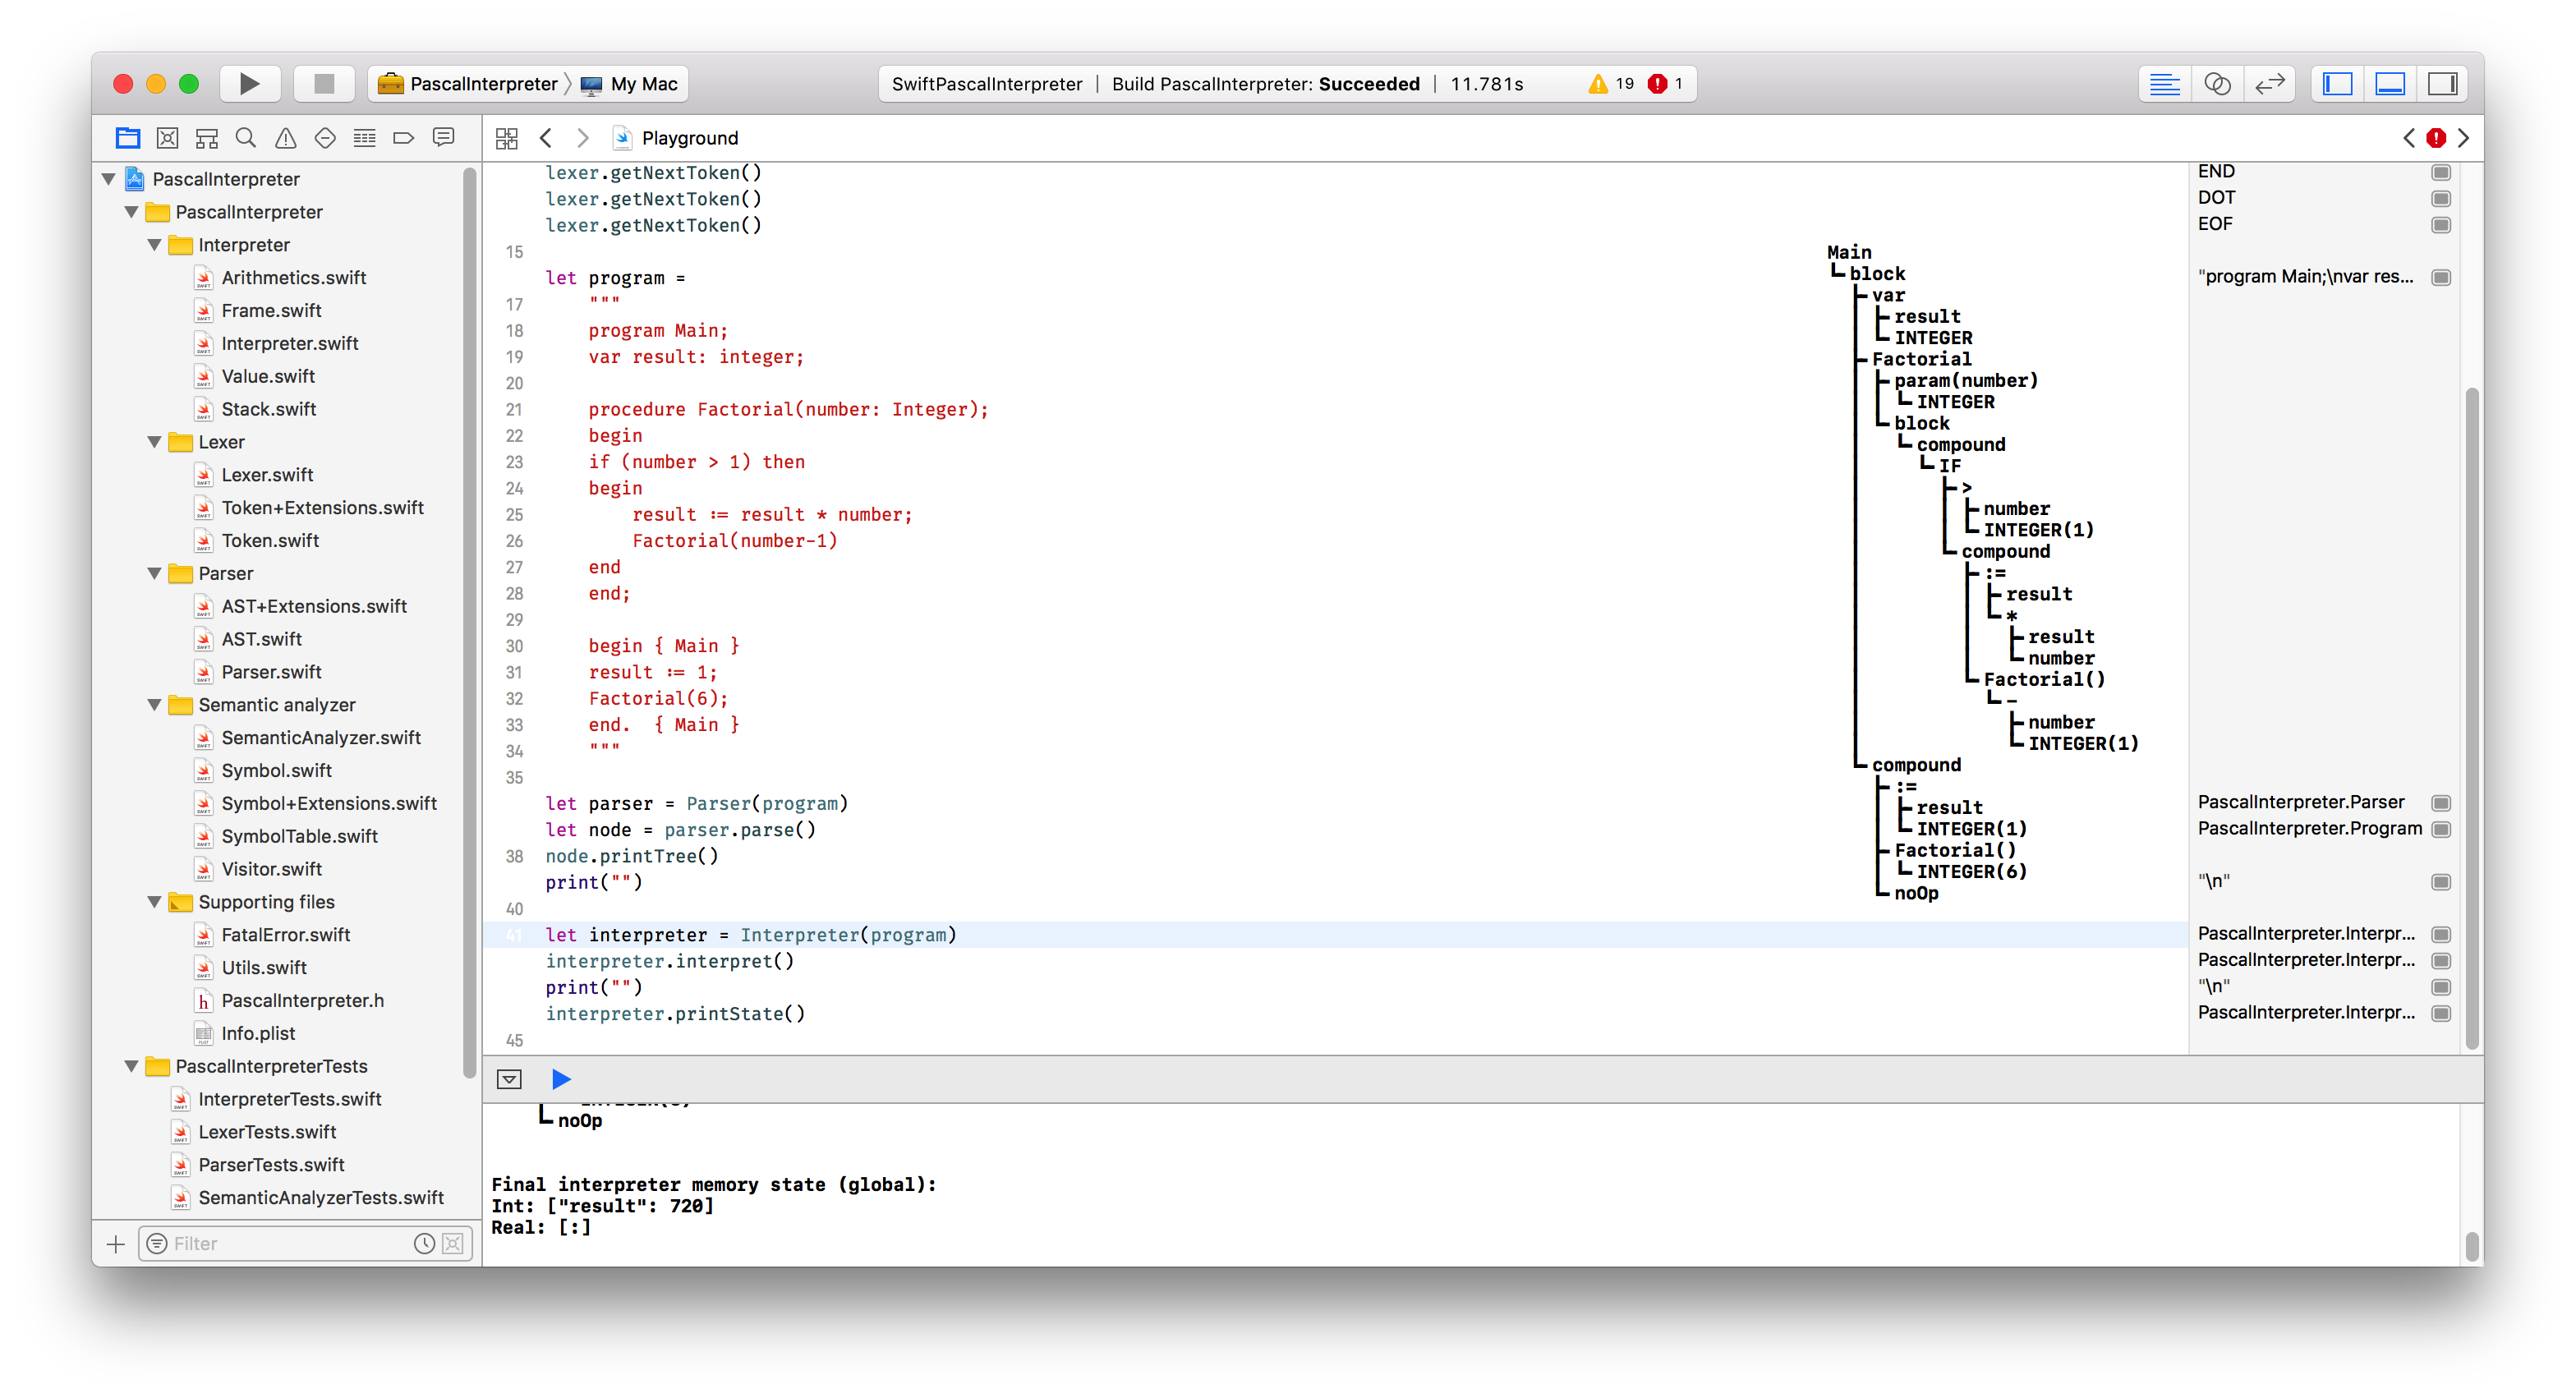 PascalInterpreter
My Mac
SwiftPascalInterpreter | Build PascalInterpreter: Succeeded | 11.781s
19
1
Playground
PascalInterpreter
PascalInterpreter
Interpreter
Arithmetics.swift
Frame.swift
Interpreter.swift
Value.swift
Stack.swift
Lexer
Lexer.swift
Token+Extensions.swift
Token.swift
Parser
AST+Extensions.swift
AST.swift
Parser.swift
Semantic analyzer
SemanticAnalyzer.swift
Symbol.swift
Symbol+Extensions.swift
SymbolTable.swift
Visitor.swift
Supporting files
FatalError.swift
Utils.swift
PascalInterpreter.h
Info.plist
PascalInterpreterTests
InterpreterTests.swift
LexerTests.swift
ParserTests.swift
SemanticAnalyzerTests.swift
Filter
lexer.getNextToken()
lexer.getNextToken()
lexer.getNextToken()
15
let program =
17 """
18 program Main;
19 var result: integer;
20
21 procedure Factorial(number: Integer);
22 begin
23 if (number > 1) then
24 begin
25 result := result * number;
26 Factorial(number-1)
27 end
28 end;
29
30 begin { Main }
31 result := 1;
32 Factorial(6);
33 end.  { Main }
34 """
35
let parser = Parser(program)
let node = parser.parse()
38 node.printTree()
print("")
40
41 let interpreter = Interpreter(program)
interpreter.interpret()
print("")
interpreter.printState()
45
Main
block
var
result
INTEGER
Factorial
param(number)
INTEGER
block
compound
IF
>
number
INTEGER(1)
compound
:=
result
*
result
number
Factorial()
-
number
INTEGER(1)
compound
:=
result
INTEGER(1)
Factorial()
INTEGER(6)
noOp
END
DOT
EOF
"program Main;\nvar res...
PascalInterpreter.Parser
PascalInterpreter.Program
"\n"
PascalInterpreter.Interpr...
PascalInterpreter.Interpr...
"\n"
PascalInterpreter.Interpr...
noOp
Final interpreter memory state (global):
Int: ["result": 720]
Real: [:]